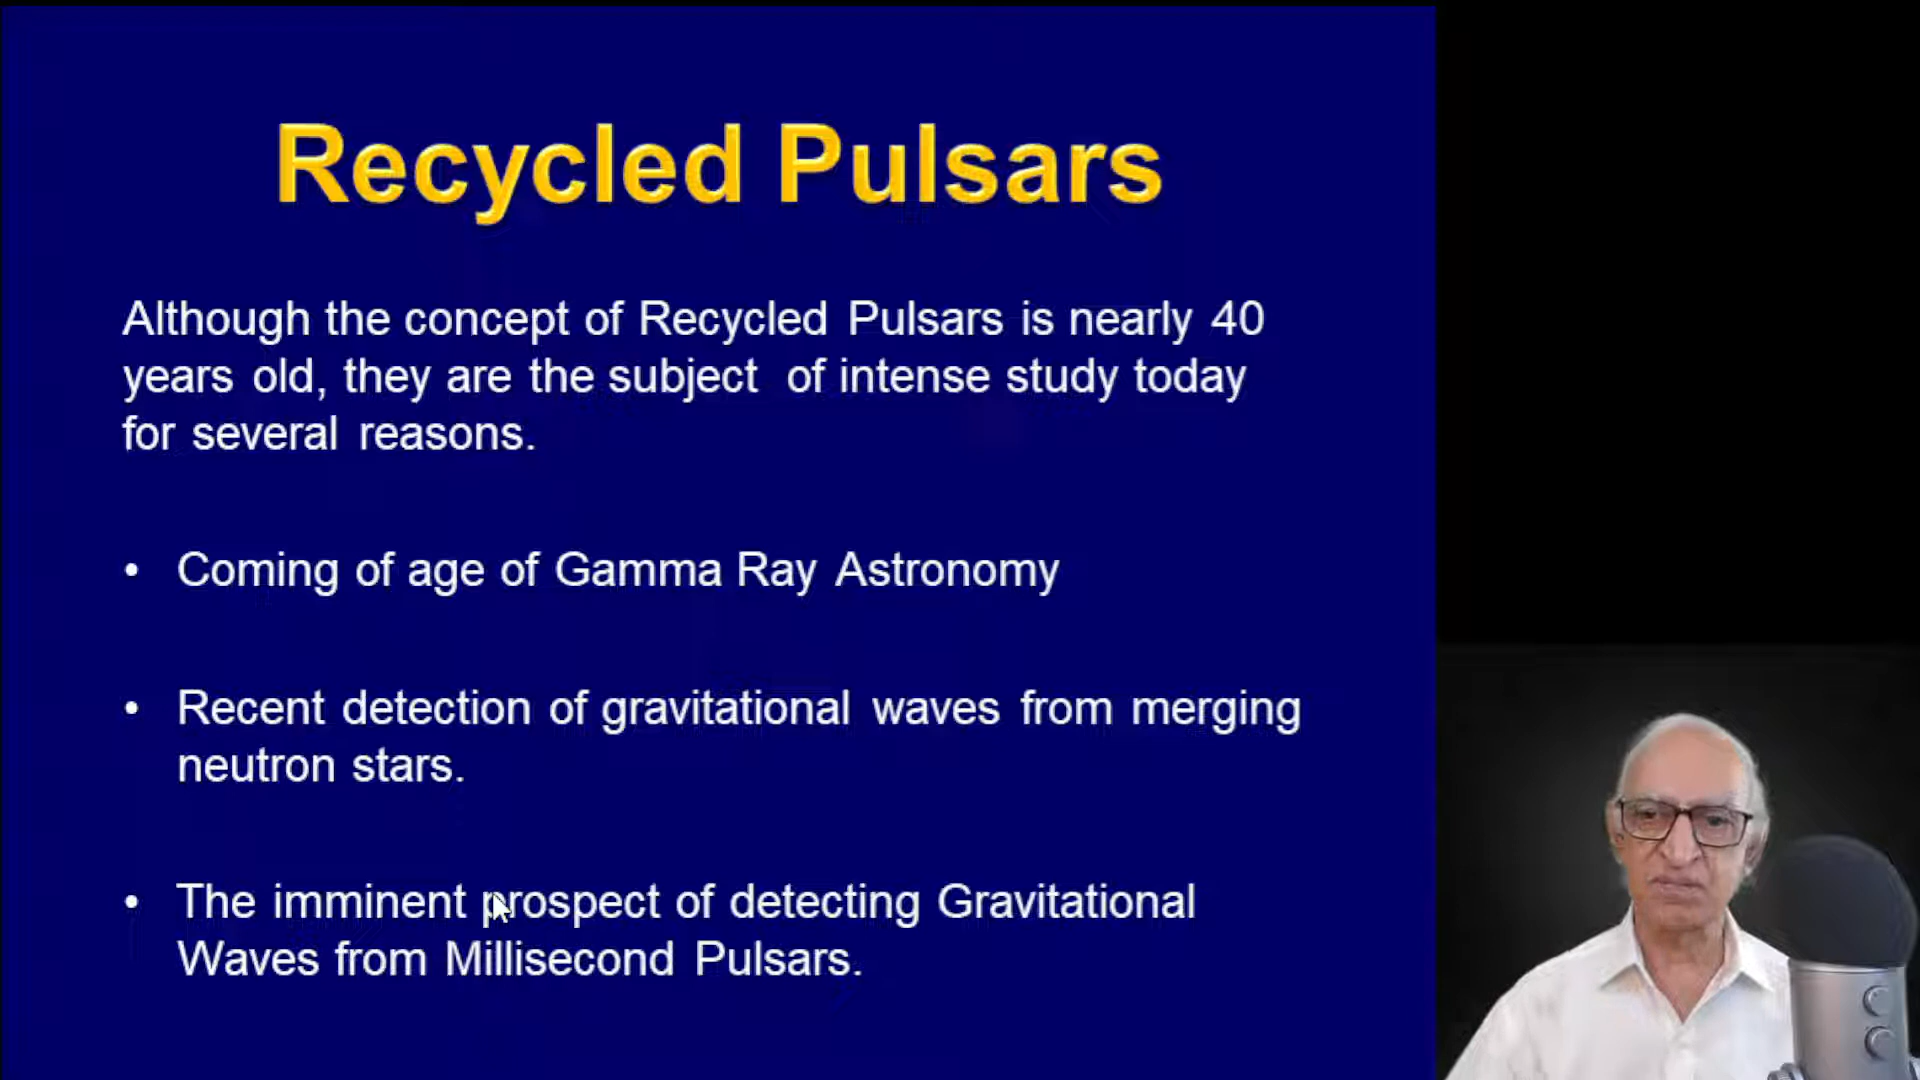 Recycled Pulsars
Although the concept of Recycled Pulsars is nearly 40
years old, they are the subject of intense study today
for several reasons.
• Coming of age of Gamma Ray Astronomy
• Recent detection of gravitational waves from merging
neutron stars.
• The imminent prospect of detecting Gravitational
Waves from Millisecond Pulsars.